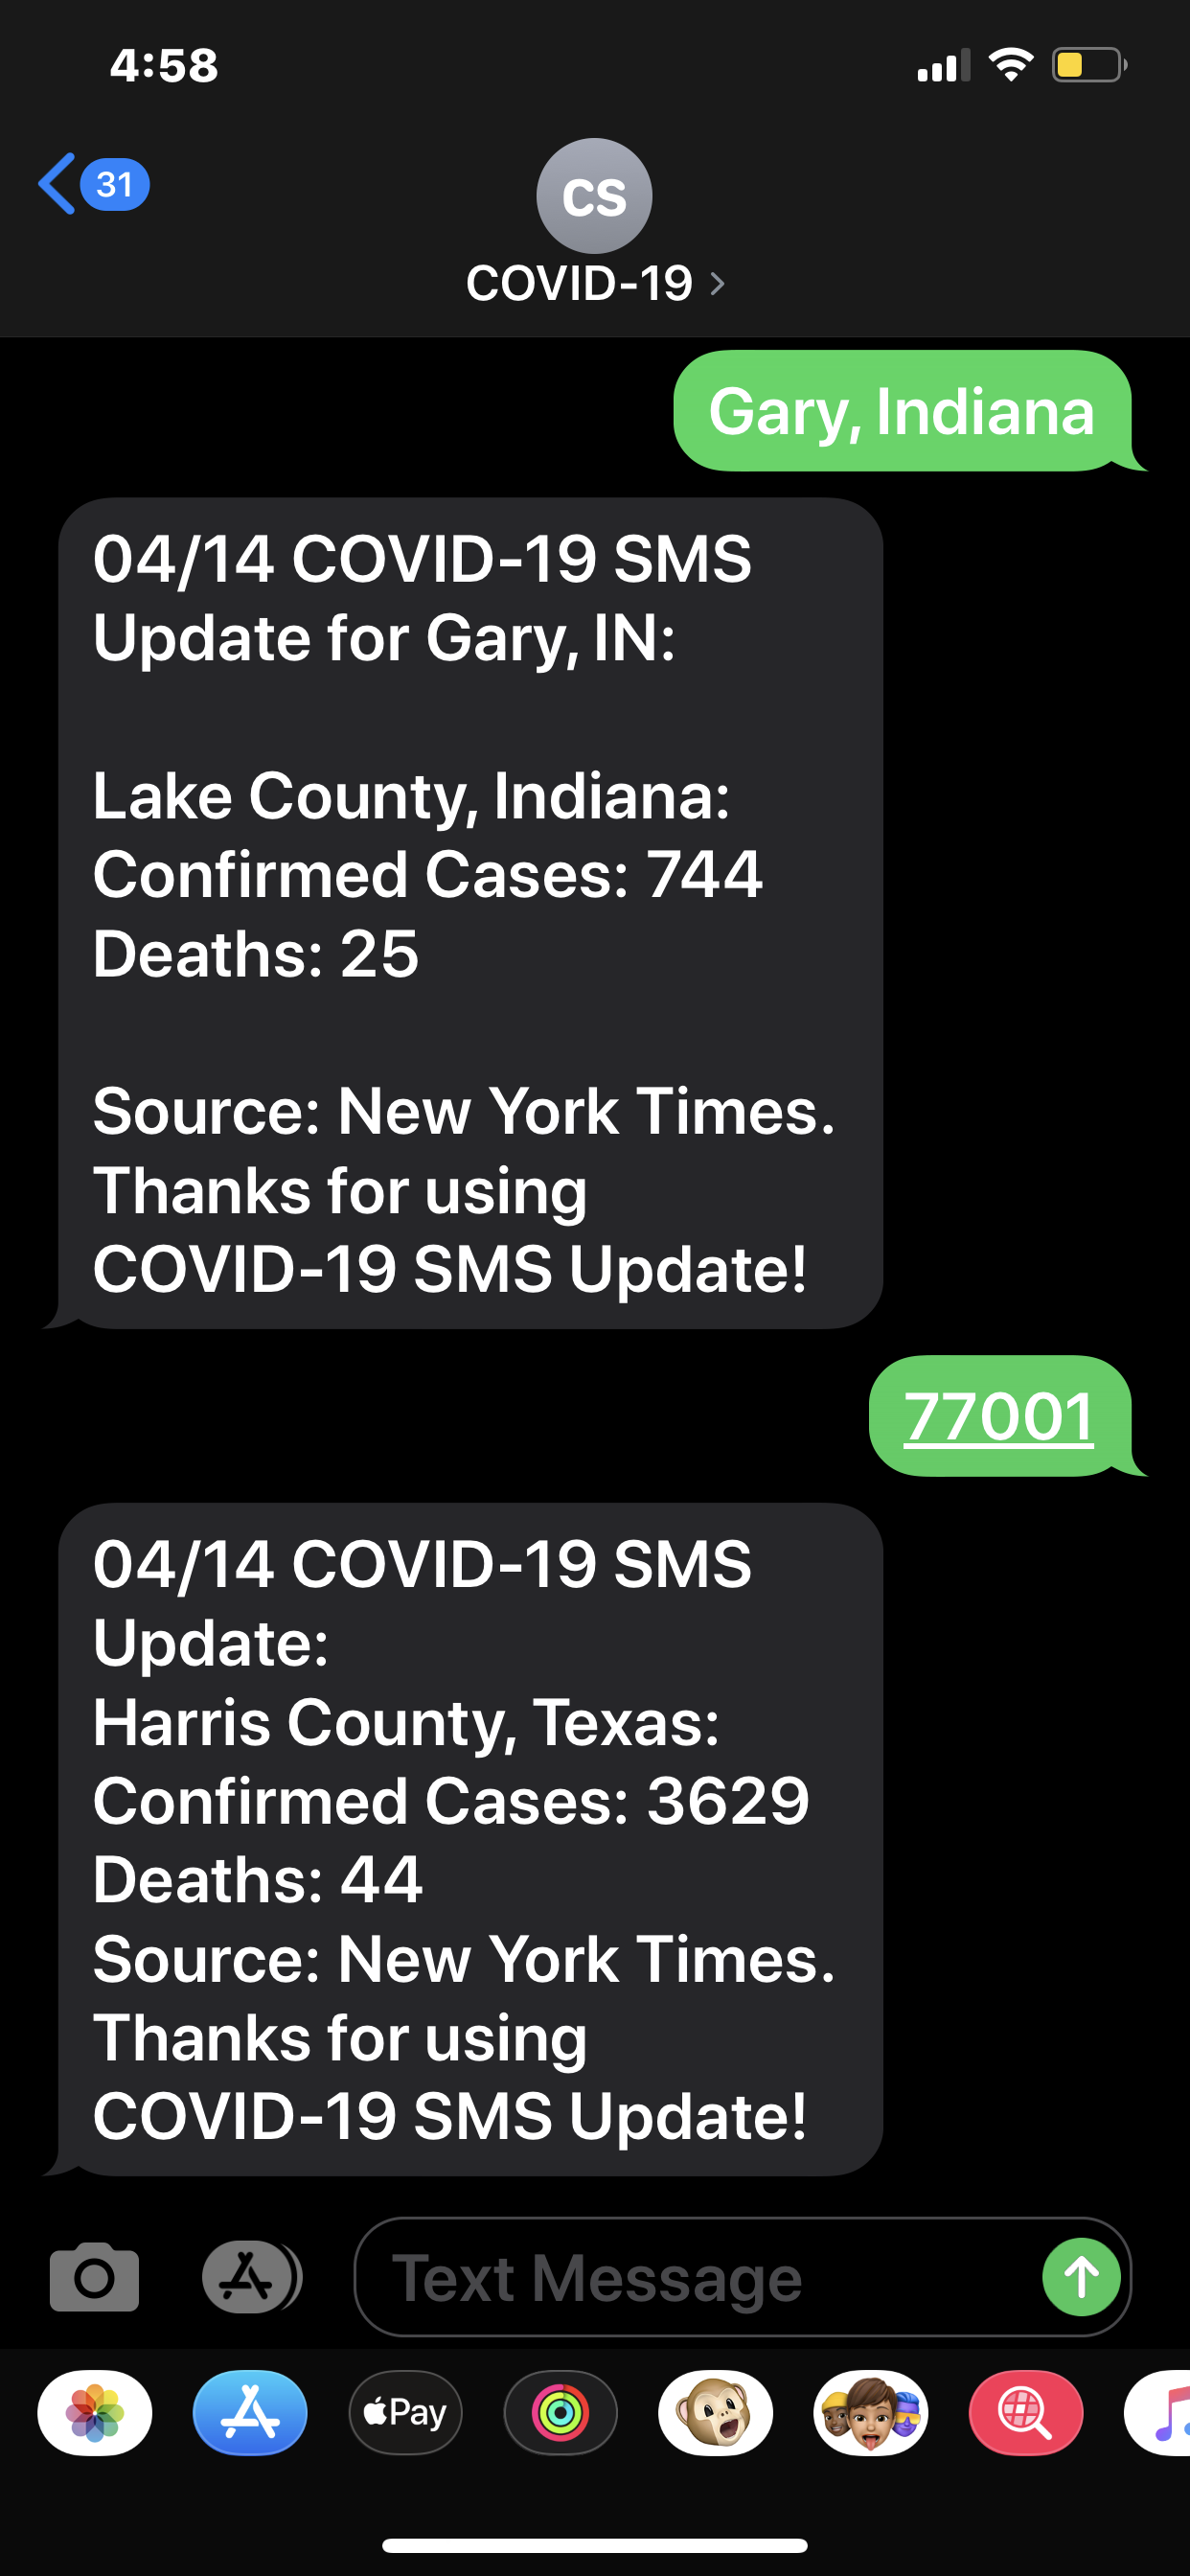 4:58
31
CS
COVID-19
Gary, Indiana
04/14 COVID-19 SMS
Update for Gary, IN:
Lake County, Indiana:
Confirmed Cases: 744
Deaths: 25
Source: New York Times.
Thanks for using
COVID-19 SMS Update!
77001
04/14 COVID-19 SMS
Update:
Harris County, Texas:
Confirmed Cases: 3629
Deaths: 44
Source: New York Times.
Thanks for using
COVID-19 SMS Update!
Text Message
Pay